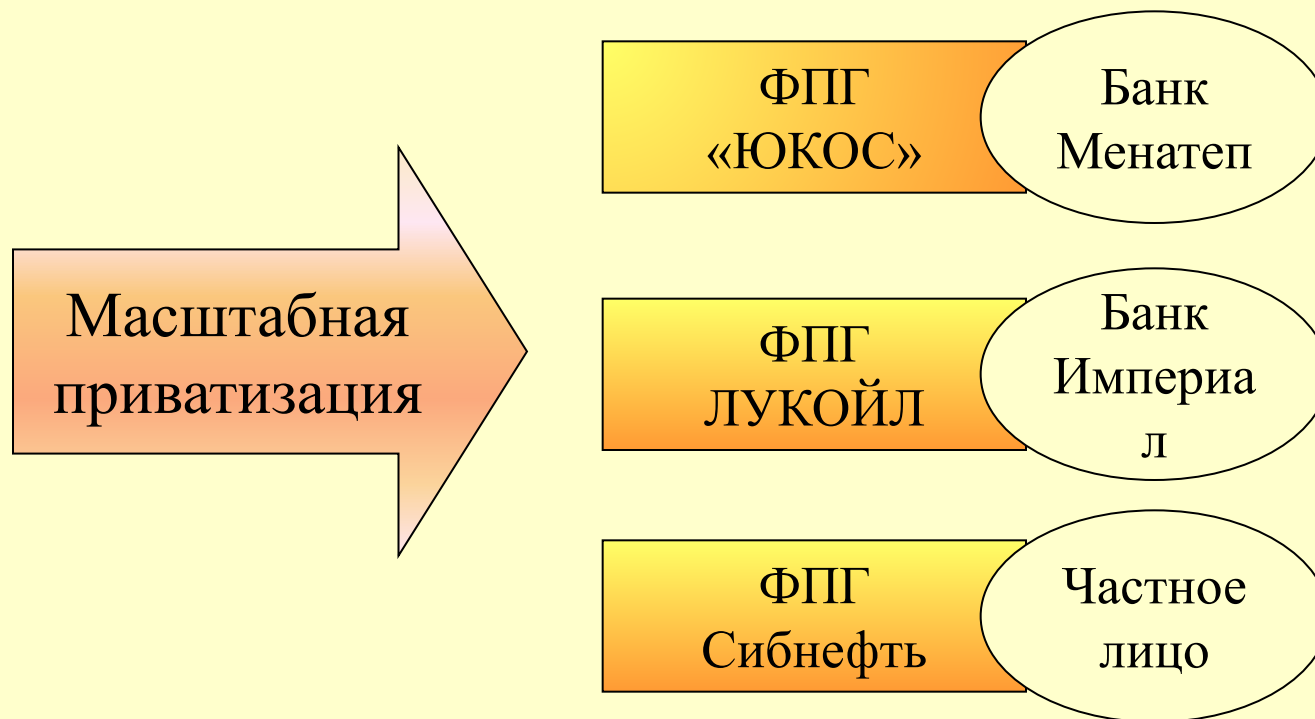 Масштабная
приватизация
ФПГ
«ЮКОС»
Банк
Менатеп
ФПГ
ЛУКОЙЛ
Банк
Империа
л
ФПГ
Сибнефть
Частное
лицо